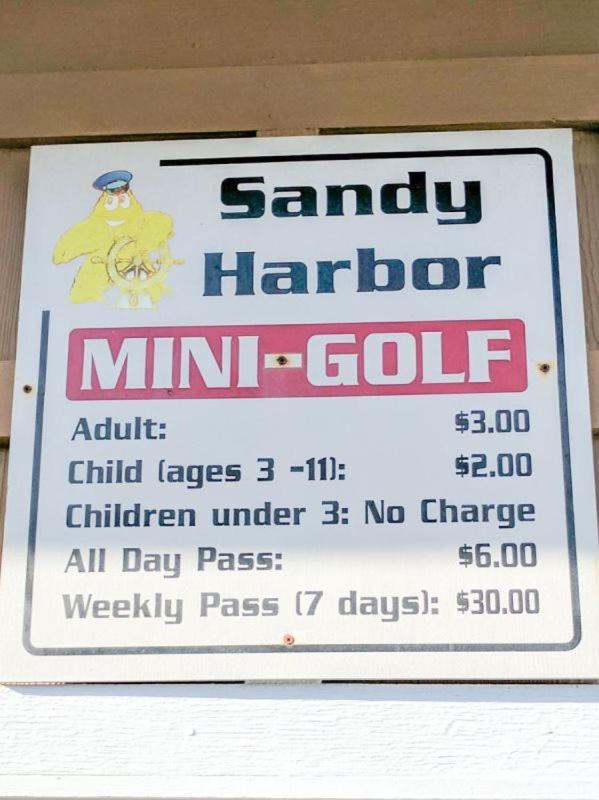 Sandy
Harbor
MINI-GOLF
Adult: $3.00
Child (ages 3 -11): $2.00
Children under 3: No Charge
All Day Pass: $6.00
Weekly Pass (7 days): $30.00